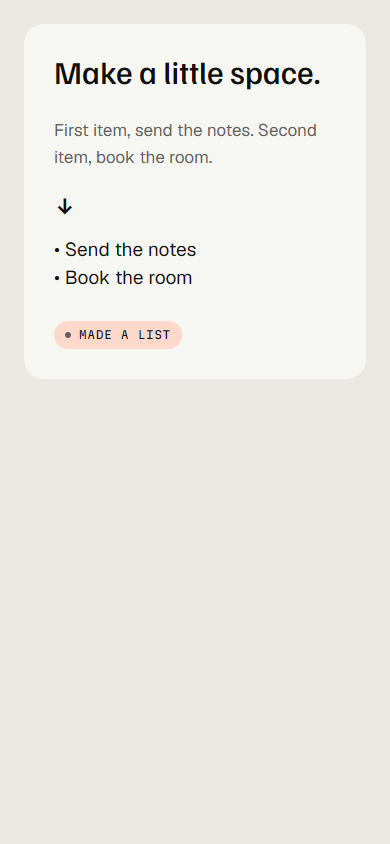 Make a little space.
First item, send the notes. Second
item, book the room.
↓
• Send the notes
• Book the room
MADE A LIST